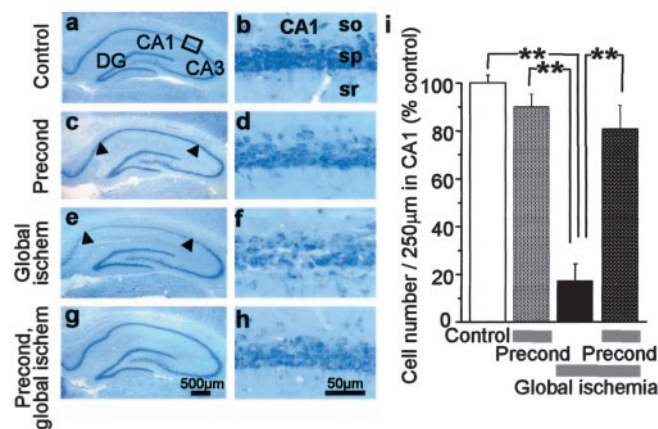 a
b
CA1
so
sp
sr
CA1
DG
CA3
Control
c
d
Precond
e
f
Global
ischem
g
h
Precond,
global ischem
500μm
50μm
i
**
**
**
Cell number / 250μm in CA1 (% control)
100
80
60
40
20
0
Control
Precond
Precond
Global ischemia